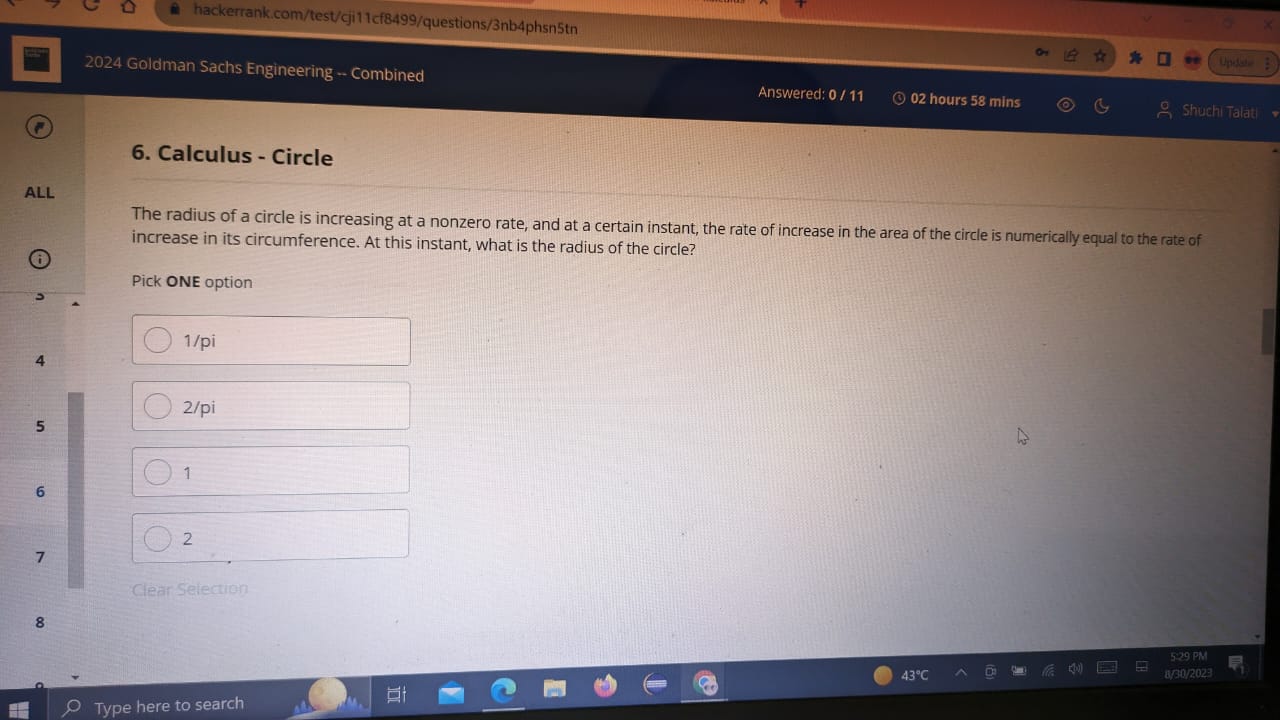 hackerrank.com/test/cji11cf8499/questions/3nb4phsn5tn
Update
2024 Goldman Sachs Engineering -- Combined
Answered: 0 / 11
02 hours 58 mins
Shuchi Talati
6. Calculus - Circle
ALL
The radius of a circle is increasing at a nonzero rate, and at a certain instant, the rate of increase in the area of the circle is numerically equal to the rate of
increase in its circumference. At this instant, what is the radius of the circle?
Pick ONE option
1/pi
2/pi
1
2
Clear Selection
4
5
6
7
8
Type here to search
43°C
5:29 PM
8/30/2023